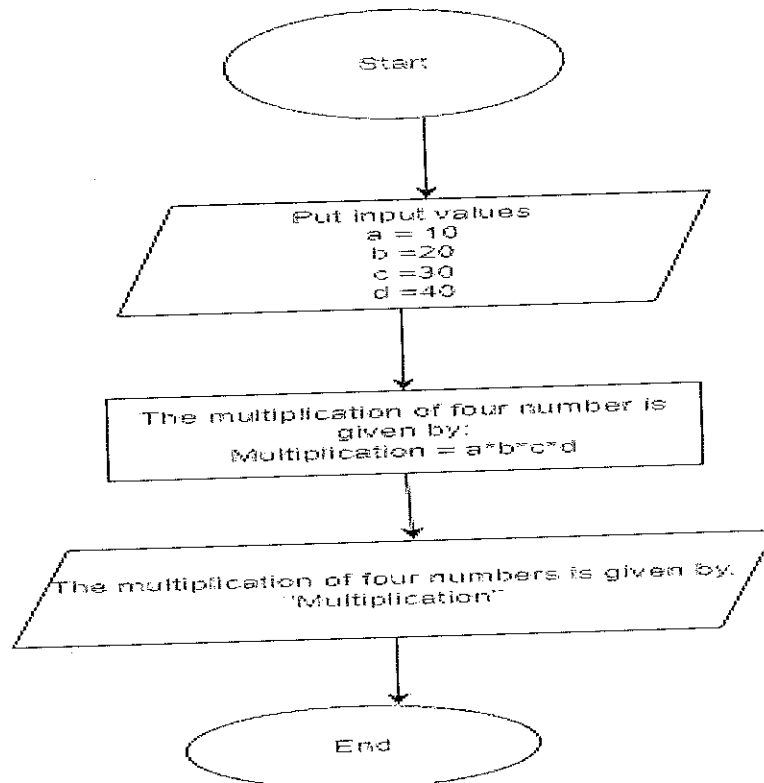 Start
Put input values
a = 10
b =20
c =30
d =40
The multiplication of four number is
given by:
Multiplication = a*b*c*d
The multiplication of four numbers is given by.
"Multiplication"
End